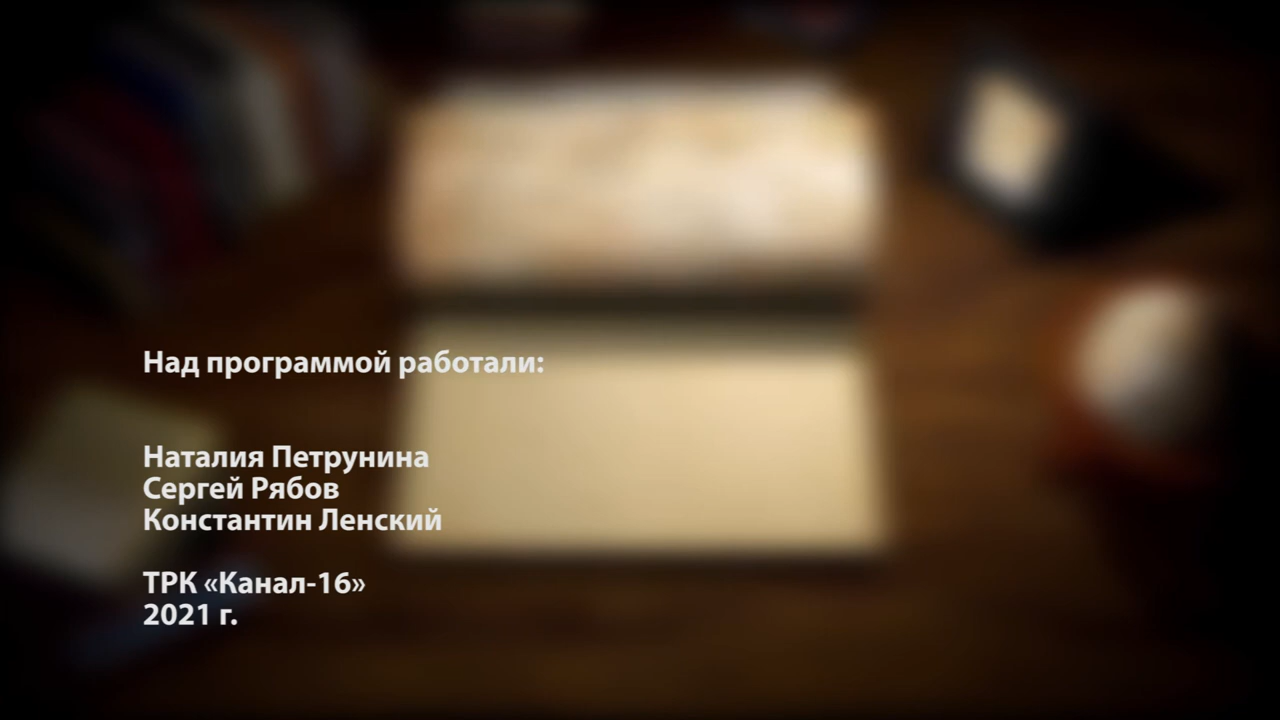 Над программой работали:
Наталия Петрунина
Сергей Рябов
Константин Ленский
ТРК «Канал-16»
2021 г.